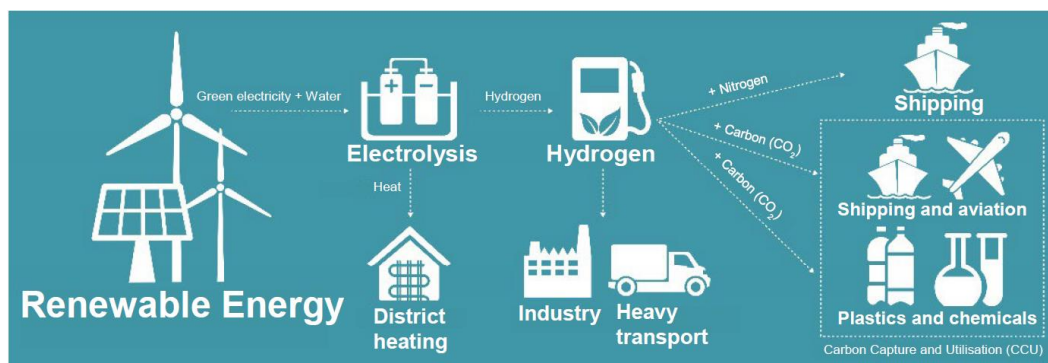 Green electricity + Water
+
−
Electrolysis
Hydrogen
Hydrogen
+ Nitrogen
Shipping
+ Carbon (CO₂)
+ Carbon (CO₂)
Shipping and aviation
Plastics and chemicals
Carbon Capture and Utilisation (CCU)
Heat
District
heating
Industry
Heavy
transport
Renewable Energy